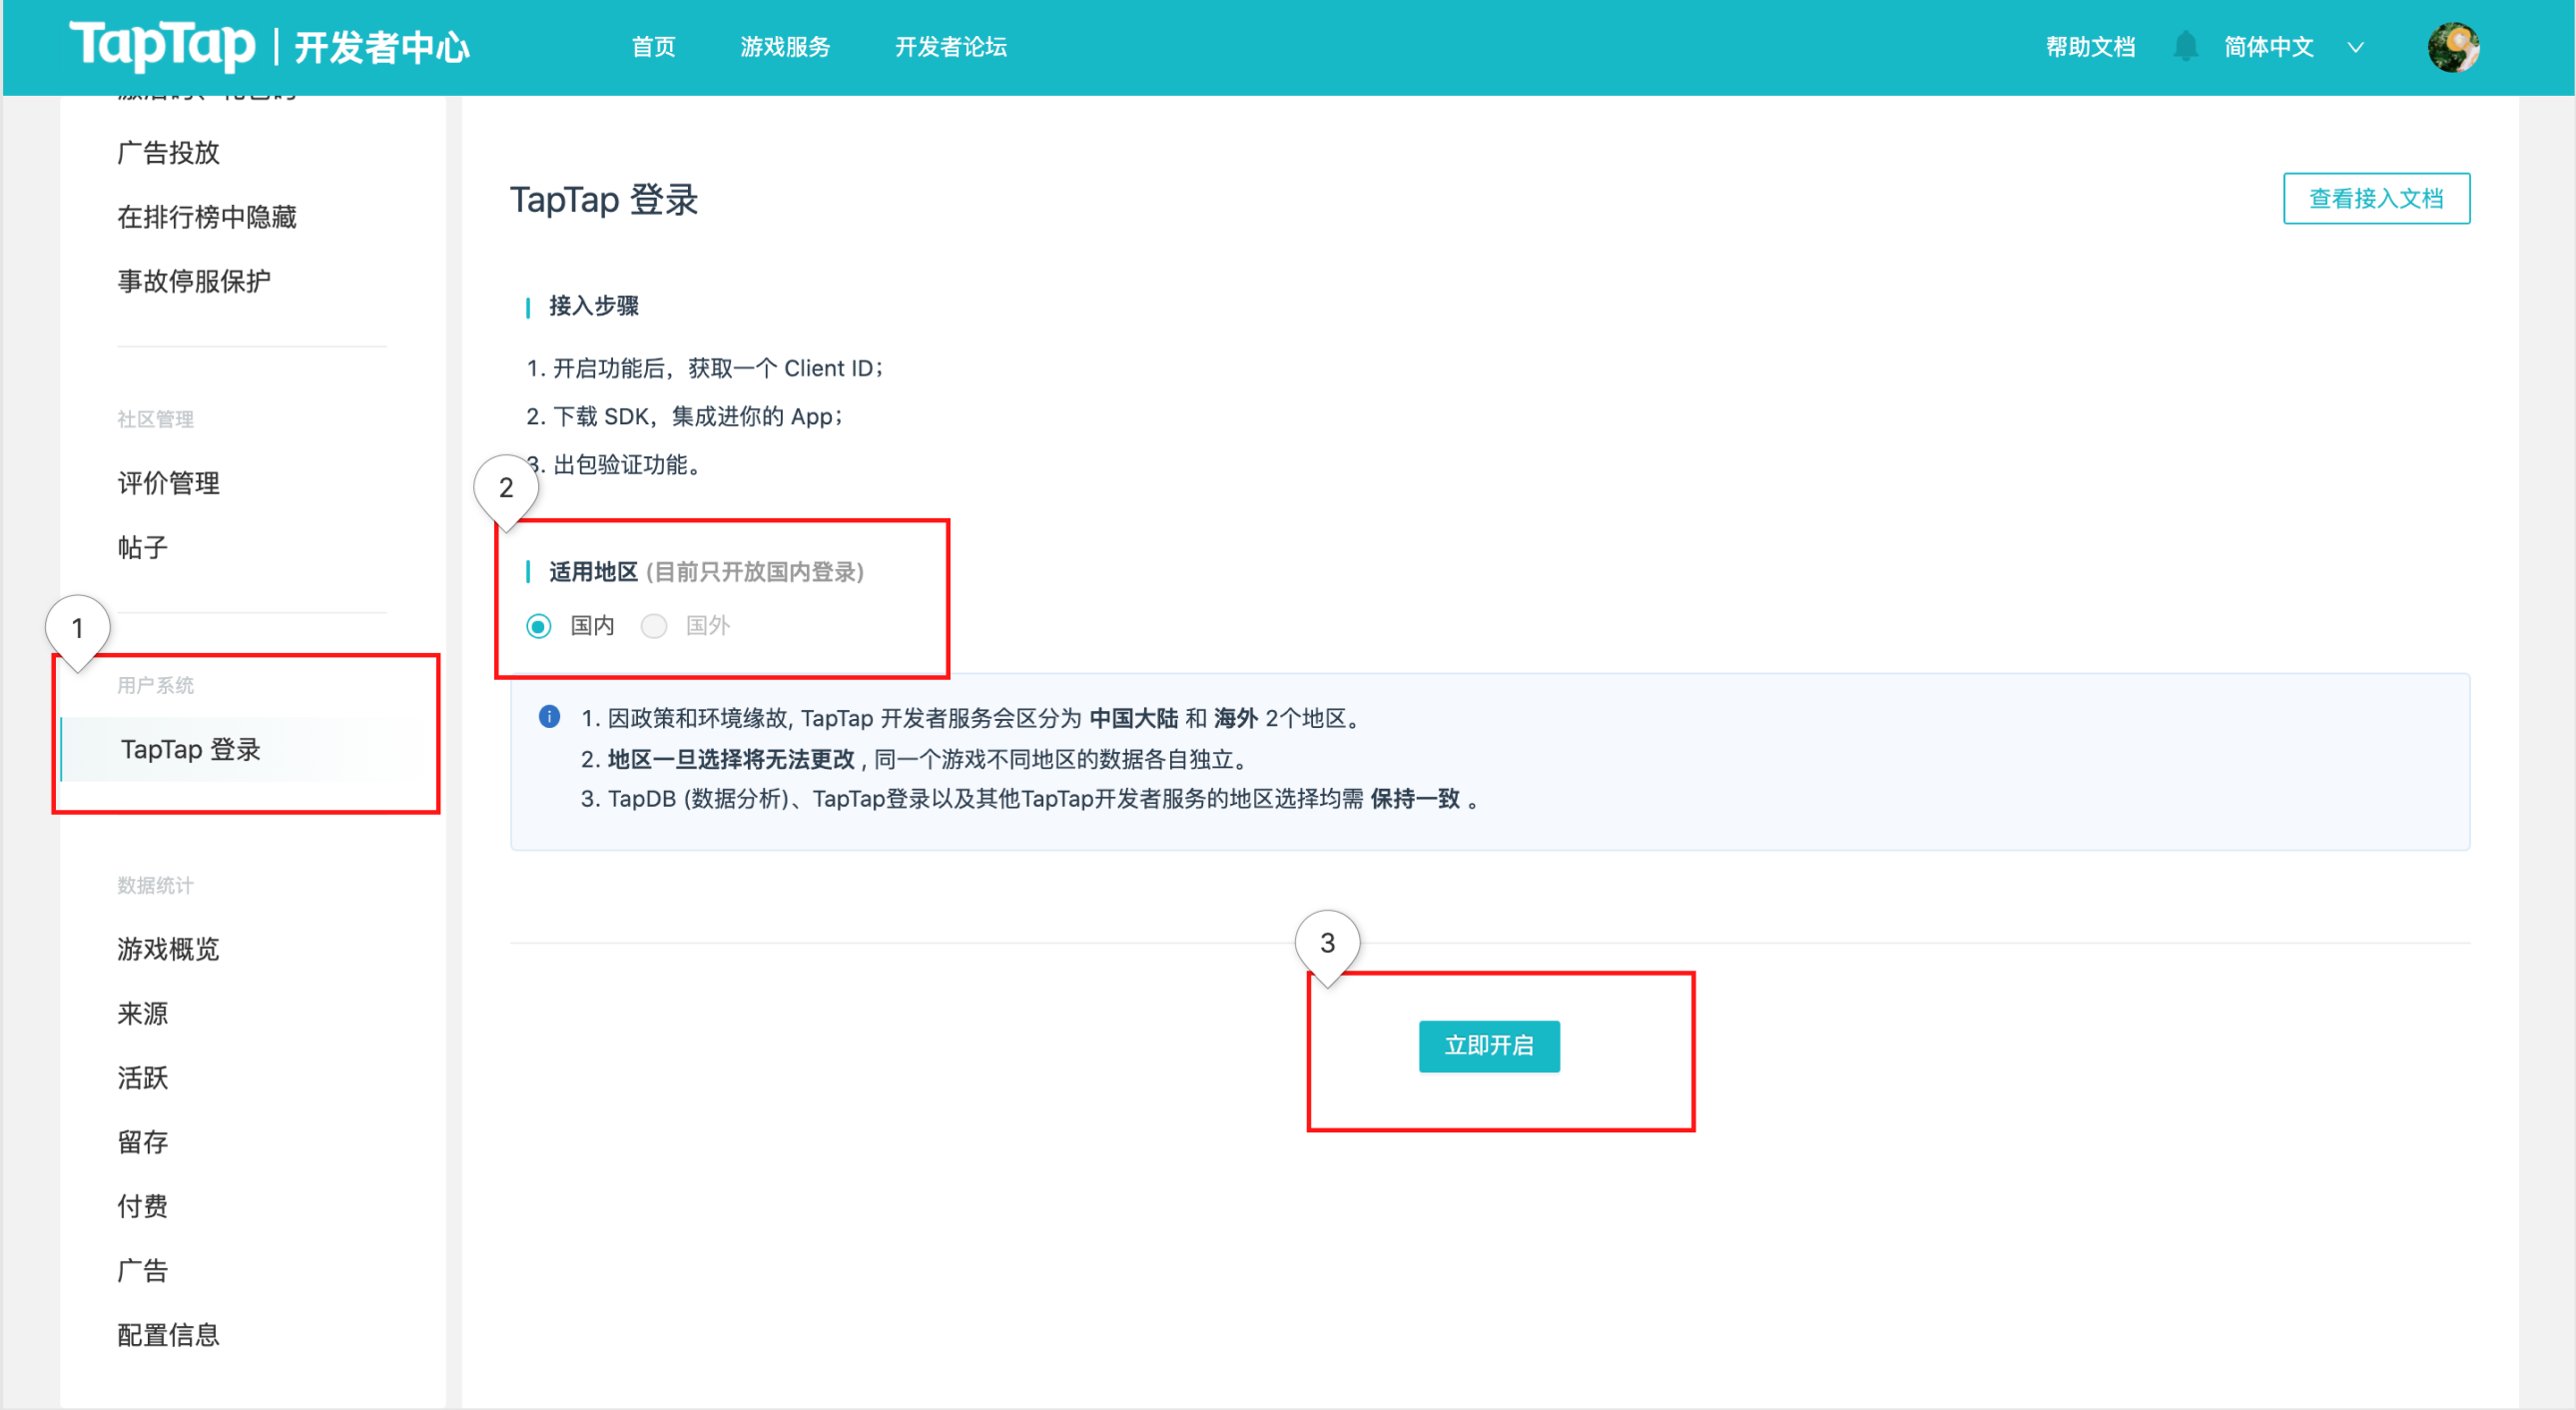 TapTap | 开发者中心
首页 游戏服务 开发者论坛
帮助文档 简体中文
广告投放
在排行榜中隐藏
事故停服保护
社区管理
评价管理
帖子
1
用户系统
TapTap 登录
数据统计
游戏概览
来源
活跃
留存
付费
广告
配置信息
TapTap 登录
查看接入文档
接入步骤
1. 开启功能后，获取一个 Client ID；
2. 下载 SDK，集成进你的 App；
3. 出包验证功能。
2
适用地区 (目前只开放国内登录)
国内 国外
1. 因政策和环境缘故, TapTap 开发者服务会区分为 中国大陆 和 海外 2个地区。
2. 地区一旦选择将无法更改 , 同一个游戏不同地区的数据各自独立。
3. TapDB (数据分析)、TapTap登录以及其他TapTap开发者服务的地区选择均需 保持一致 。
3
立即开启